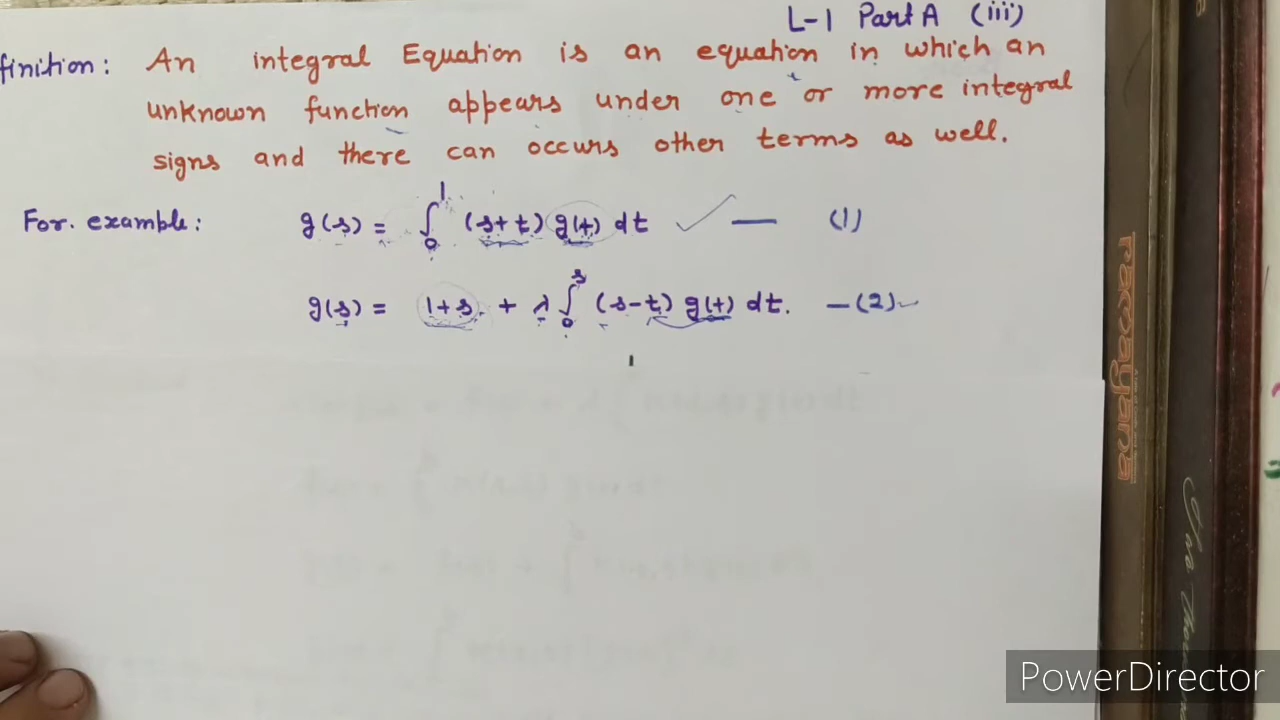 L-1 Part A (iii)
finition: An integral Equation is an equation in which an
unknown function appears under one or more integral
signs and there can occurs other terms as well.
For. example: g(s) = ∫₀¹ (s+t) g(t) dt ✓ — (1)
g(s) = 1+s + λ ∫₀ˢ (s-t) g(t) dt. — (2)
PowerDirector